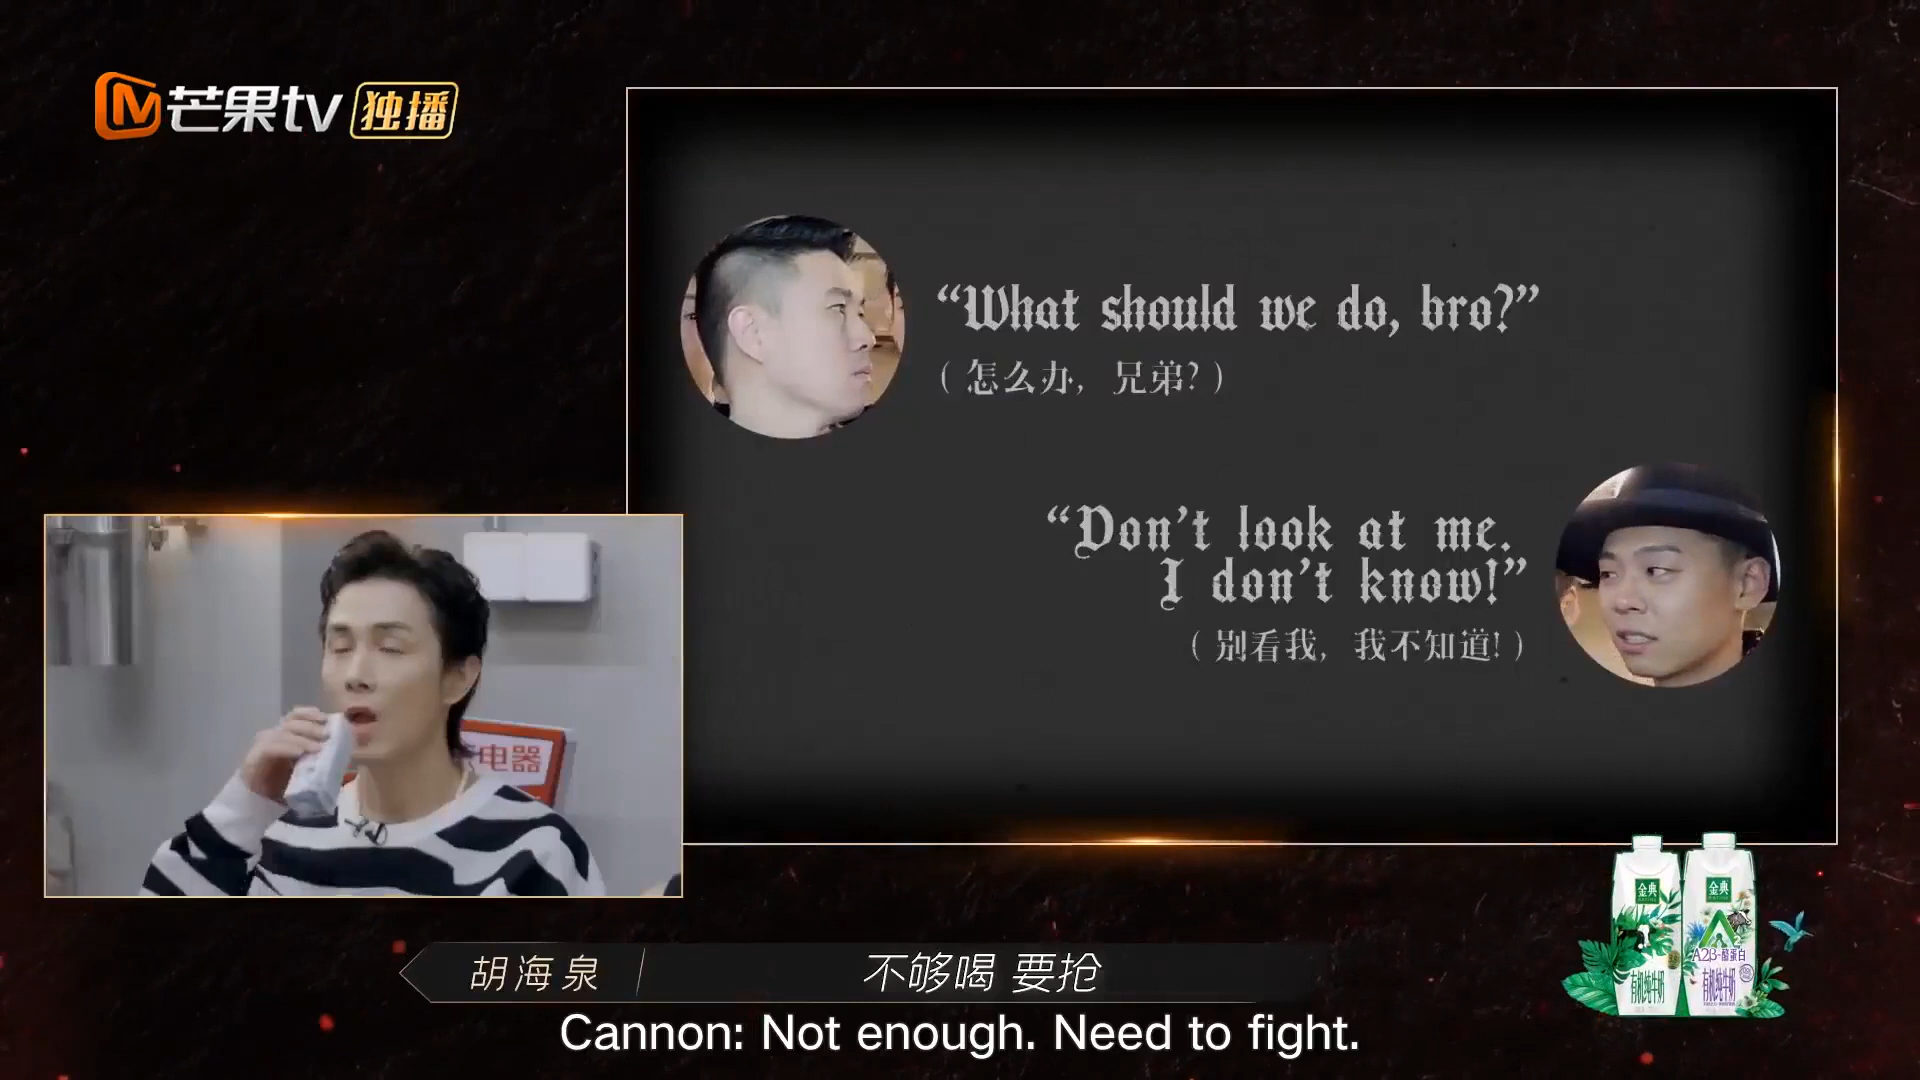 芒果tv 独播
“What should we do, bro?”
（怎么办，兄弟?）
“Don't look at me.
I don't know!”
（别看我，我不知道!）
电器
金典
金典
A2β-酪蛋白
有机纯牛奶
有机纯牛奶
胡海泉
不够喝 要抢
Cannon: Not enough. Need to fight.